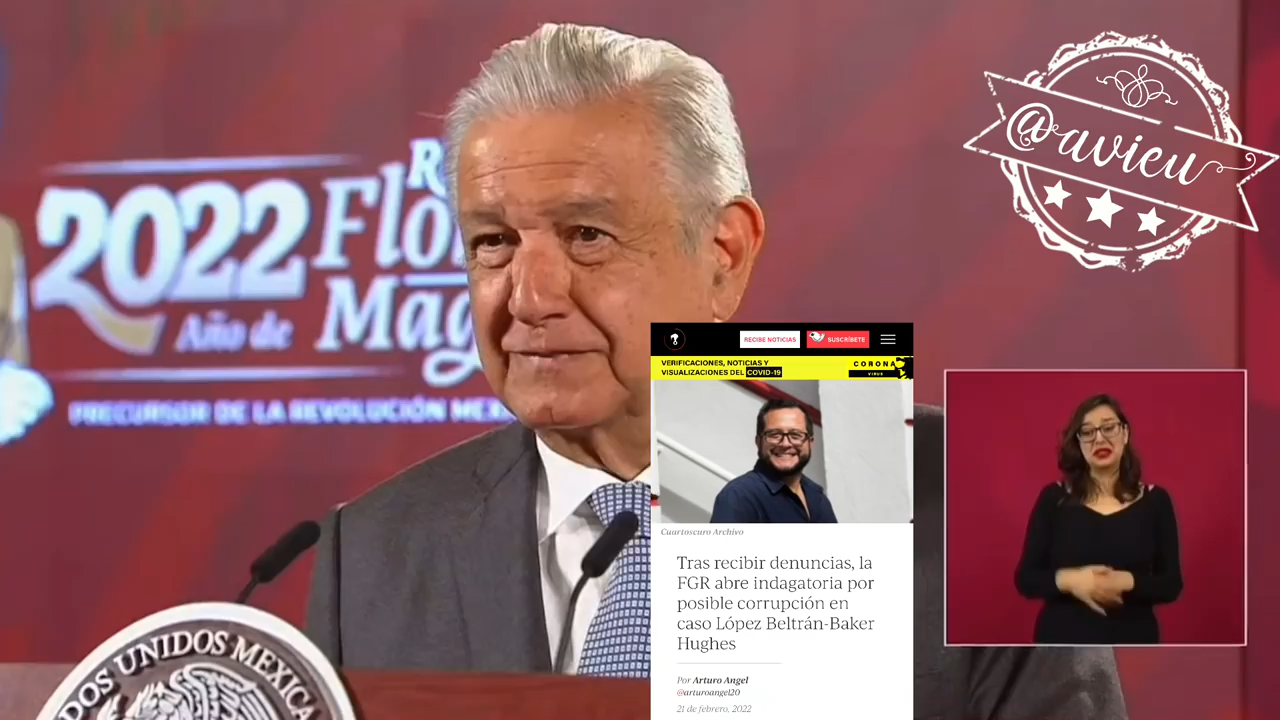 @avieu
2022
Flo
Año de
Mag
PRECURSOR DE LA REVOLUCIÓN MEX
RECIBE NOTICIAS
SUSCRÍBETE
VERIFICACIONES, NOTICIAS Y
VISUALIZACIONES DEL COVID-19
CORONA
VIRUS
Cuartoscuro Archivo
Tras recibir denuncias, la
FGR abre indagatoria por
posible corrupción en
caso López Beltrán-Baker
Hughes
Por Arturo Angel
@arturoangel20
21 de febrero, 2022
DOS UNIDOS MEXICA